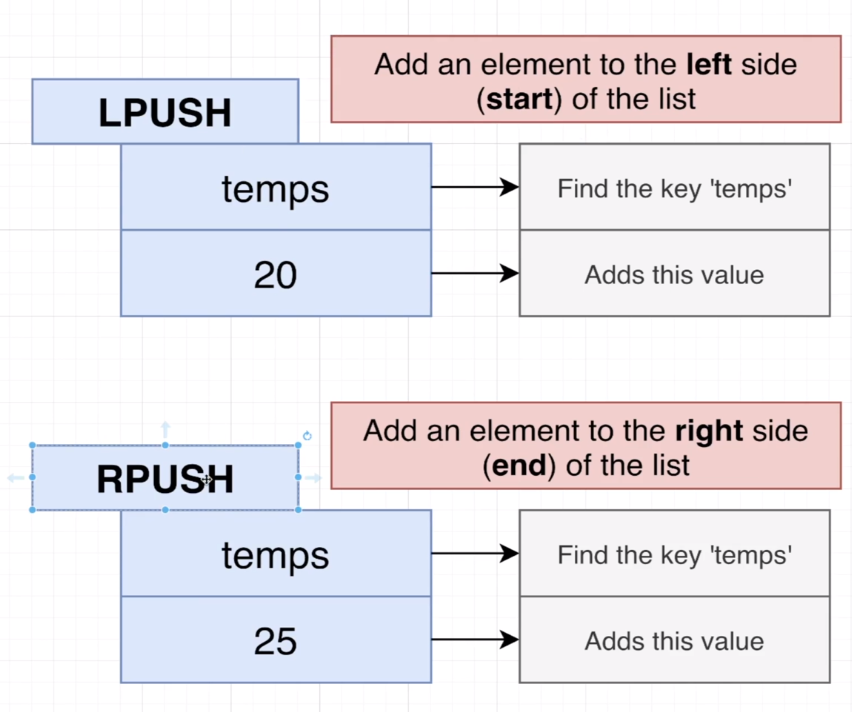 Add an element to the left side
(start) of the list
LPUSH
temps
Find the key 'temps'
20
Adds this value
Add an element to the right side
(end) of the list
RPUSH
temps
Find the key 'temps'
25
Adds this value